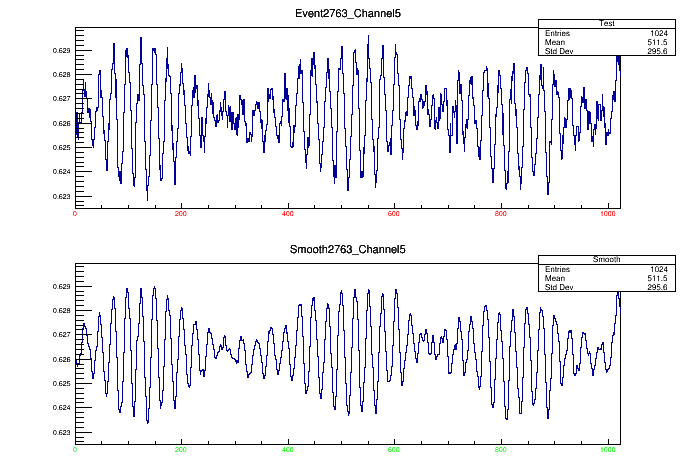 Event2763_Channel5
Test
Entries 1024
Mean 511.5
Std Dev 295.6
0.629
0.628
0.627
0.626
0.625
0.624
0.623
0 200 400 600 800 1000
Smooth2763_Channel5
Smooth
Entries 1024
Mean 511.5
Std Dev 295.6
0.629
0.628
0.627
0.626
0.625
0.624
0.623
0 200 400 600 800 1000